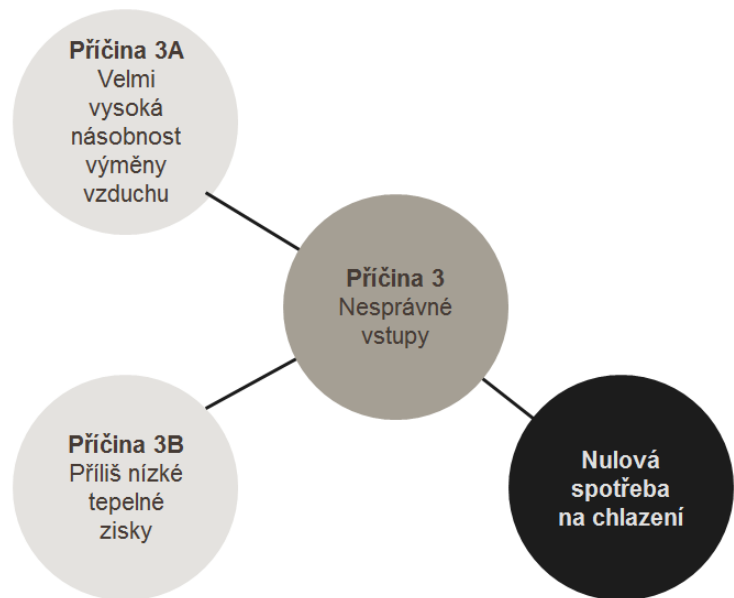 Příčina 3A
Velmi
vysoká
násobnost
výměny
vzduchu
Příčina 3
Nesprávné
vstupy
Příčina 3B
Příliš nízké
tepelné
zisky
Nulová
spotřeba
na chlazení